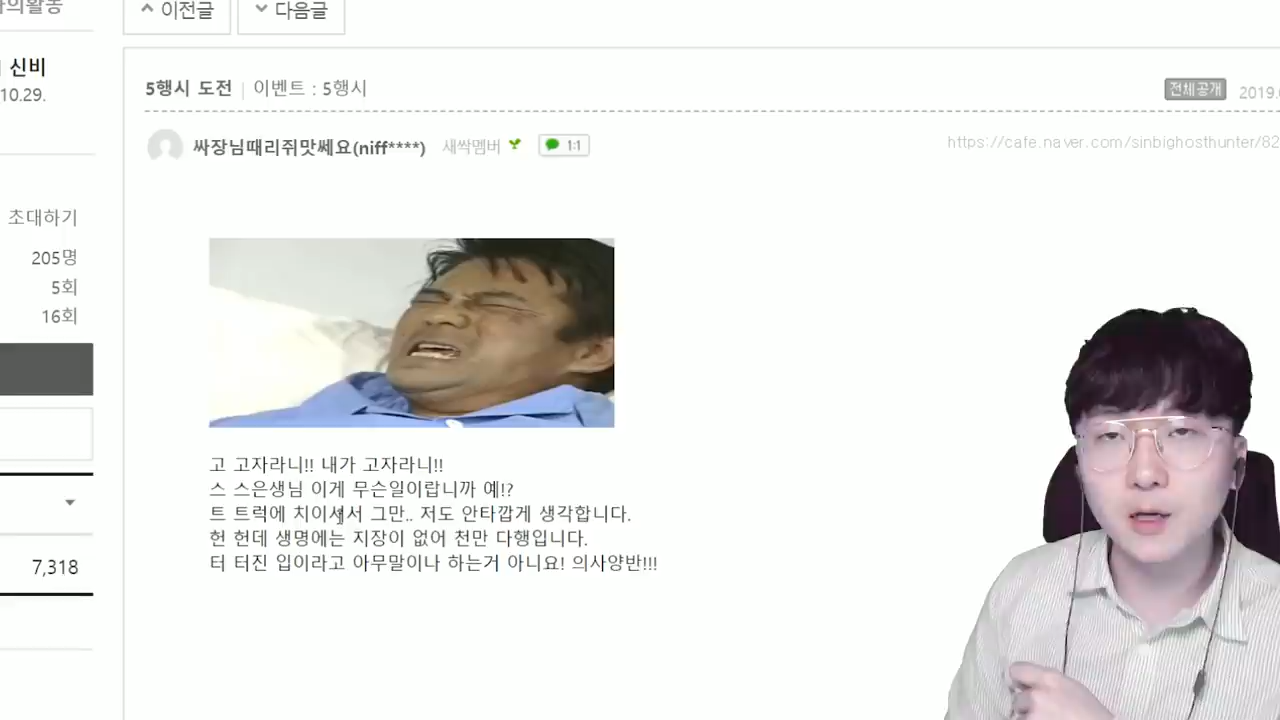 나의활동
이전글
다음글
신비
10.29.
초대하기
205명
5회
16회
7,318
5행시 도전 | 이벤트 : 5행시
전체공개 2019.
싸장님때리쥐맛쎄요(niff****) 새싹멤버 1:1
https://cafe.naver.com/sinbighosthunter/82
고 고자라니!! 내가 고자라니!!
스 스은생님 이게 무슨일이랍니까 예!?
트 트럭에 치이셔서 그만.. 저도 안타깝게 생각합니다.
헌 헌데 생명에는 지장이 없어 천만 다행입니다.
터 터진 입이라고 아무말이나 하는거 아니요! 의사양반!!!